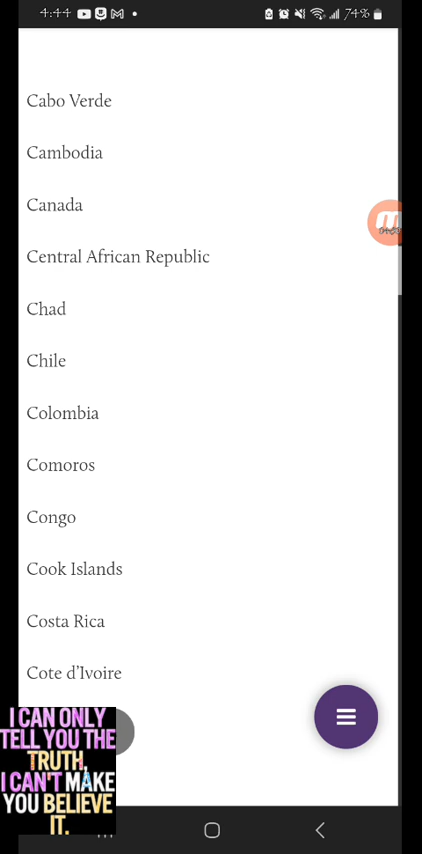 4:44
74%
Cabo Verde
Cambodia
Canada
Central African Republic
Chad
Chile
Colombia
Comoros
Congo
Cook Islands
Costa Rica
Cote d'Ivoire
I CAN ONLY
TELL YOU THE
TRUTH,
I CAN'T MAKE
YOU BELIEVE
IT.